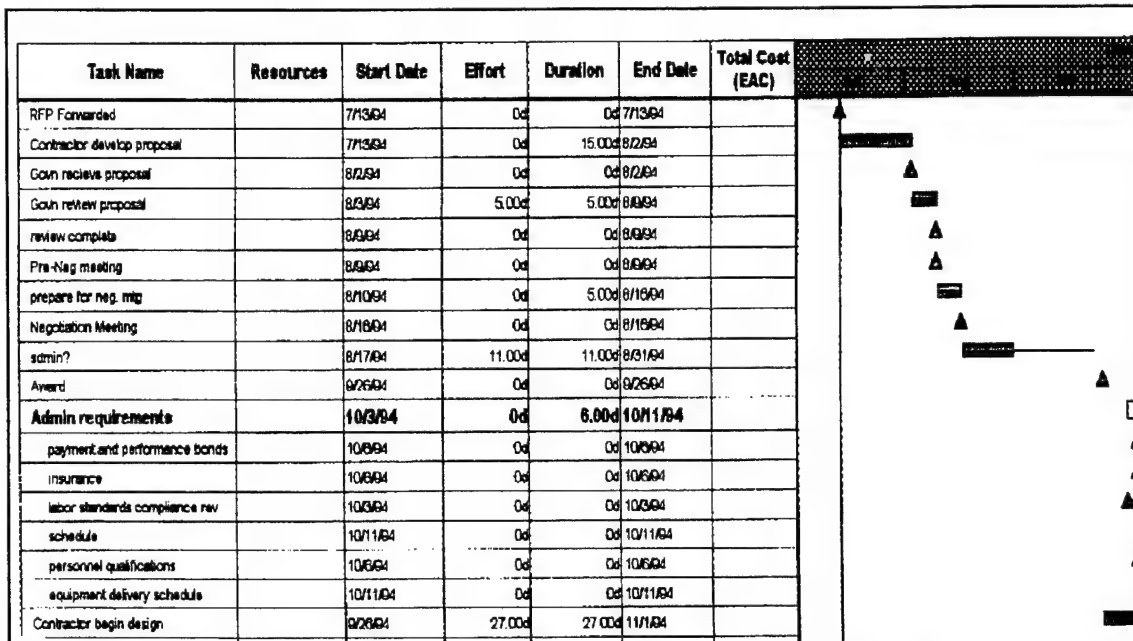 Task Name Resources Start Date Effort Duration End Date Total Cost (EAC)
RFP Forwarded 7/13/94 0d 0d 7/13/94
Contractor develop proposal 7/13/94 0d 15.00d 8/2/94
Govn recieve proposal 8/2/94 0d 0d 8/2/94
Govn review proposal 8/3/94 5.00d 5.00d 8/9/94
review complete 8/9/94 0d 0d 8/9/94
Pre-Neg meeting 8/9/94 0d 0d 8/9/94
prepare for neg. mtg 8/10/94 0d 5.00d 8/16/94
Negotiation Meeting 8/16/94 0d 0d 8/16/94
admin? 8/17/94 11.00d 11.00d 8/31/94
Award 9/26/94 0d 0d 9/26/94
Admin requirements 10/3/94 0d 6.00d 10/11/94
payment and performance bonds 10/6/94 0d 0d 10/6/94
insurance 10/6/94 0d 0d 10/6/94
labor standards compliance rev 10/3/94 0d 0d 10/3/94
schedule 10/11/94 0d 0d 10/11/94
personnel qualifications 10/6/94 0d 0d 10/6/94
equipment delivery schedule 10/11/94 0d 0d 10/11/94
Contractor begin design 9/26/94 27.00d 27.00d 11/1/94